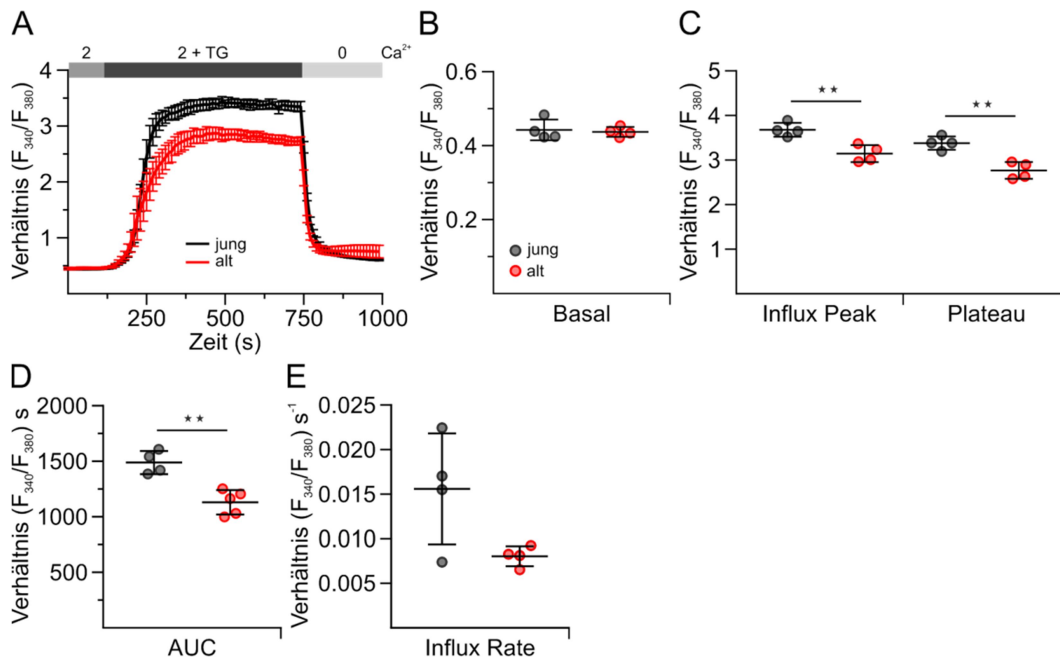 A
2
2 + TG
0
Ca²⁺
Verhältnis (F₃₄₀/F₃₈₀)
4
3
2
1
jung
alt
250
500
750
1000
Zeit (s)
B
Verhältnis (F₃₄₀/F₃₈₀)
0.6
0.4
0.2
jung
alt
Basal
C
Verhältnis (F₃₄₀/F₃₈₀)
5
4
3
2
1
★★
★★
Influx Peak
Plateau
D
Verhältnis (F₃₄₀/F₃₈₀) s
2000
1500
1000
500
★★
AUC
E
Verhältnis (F₃₄₀/F₃₈₀) s⁻¹
0.025
0.020
0.015
0.010
0.005
Influx Rate